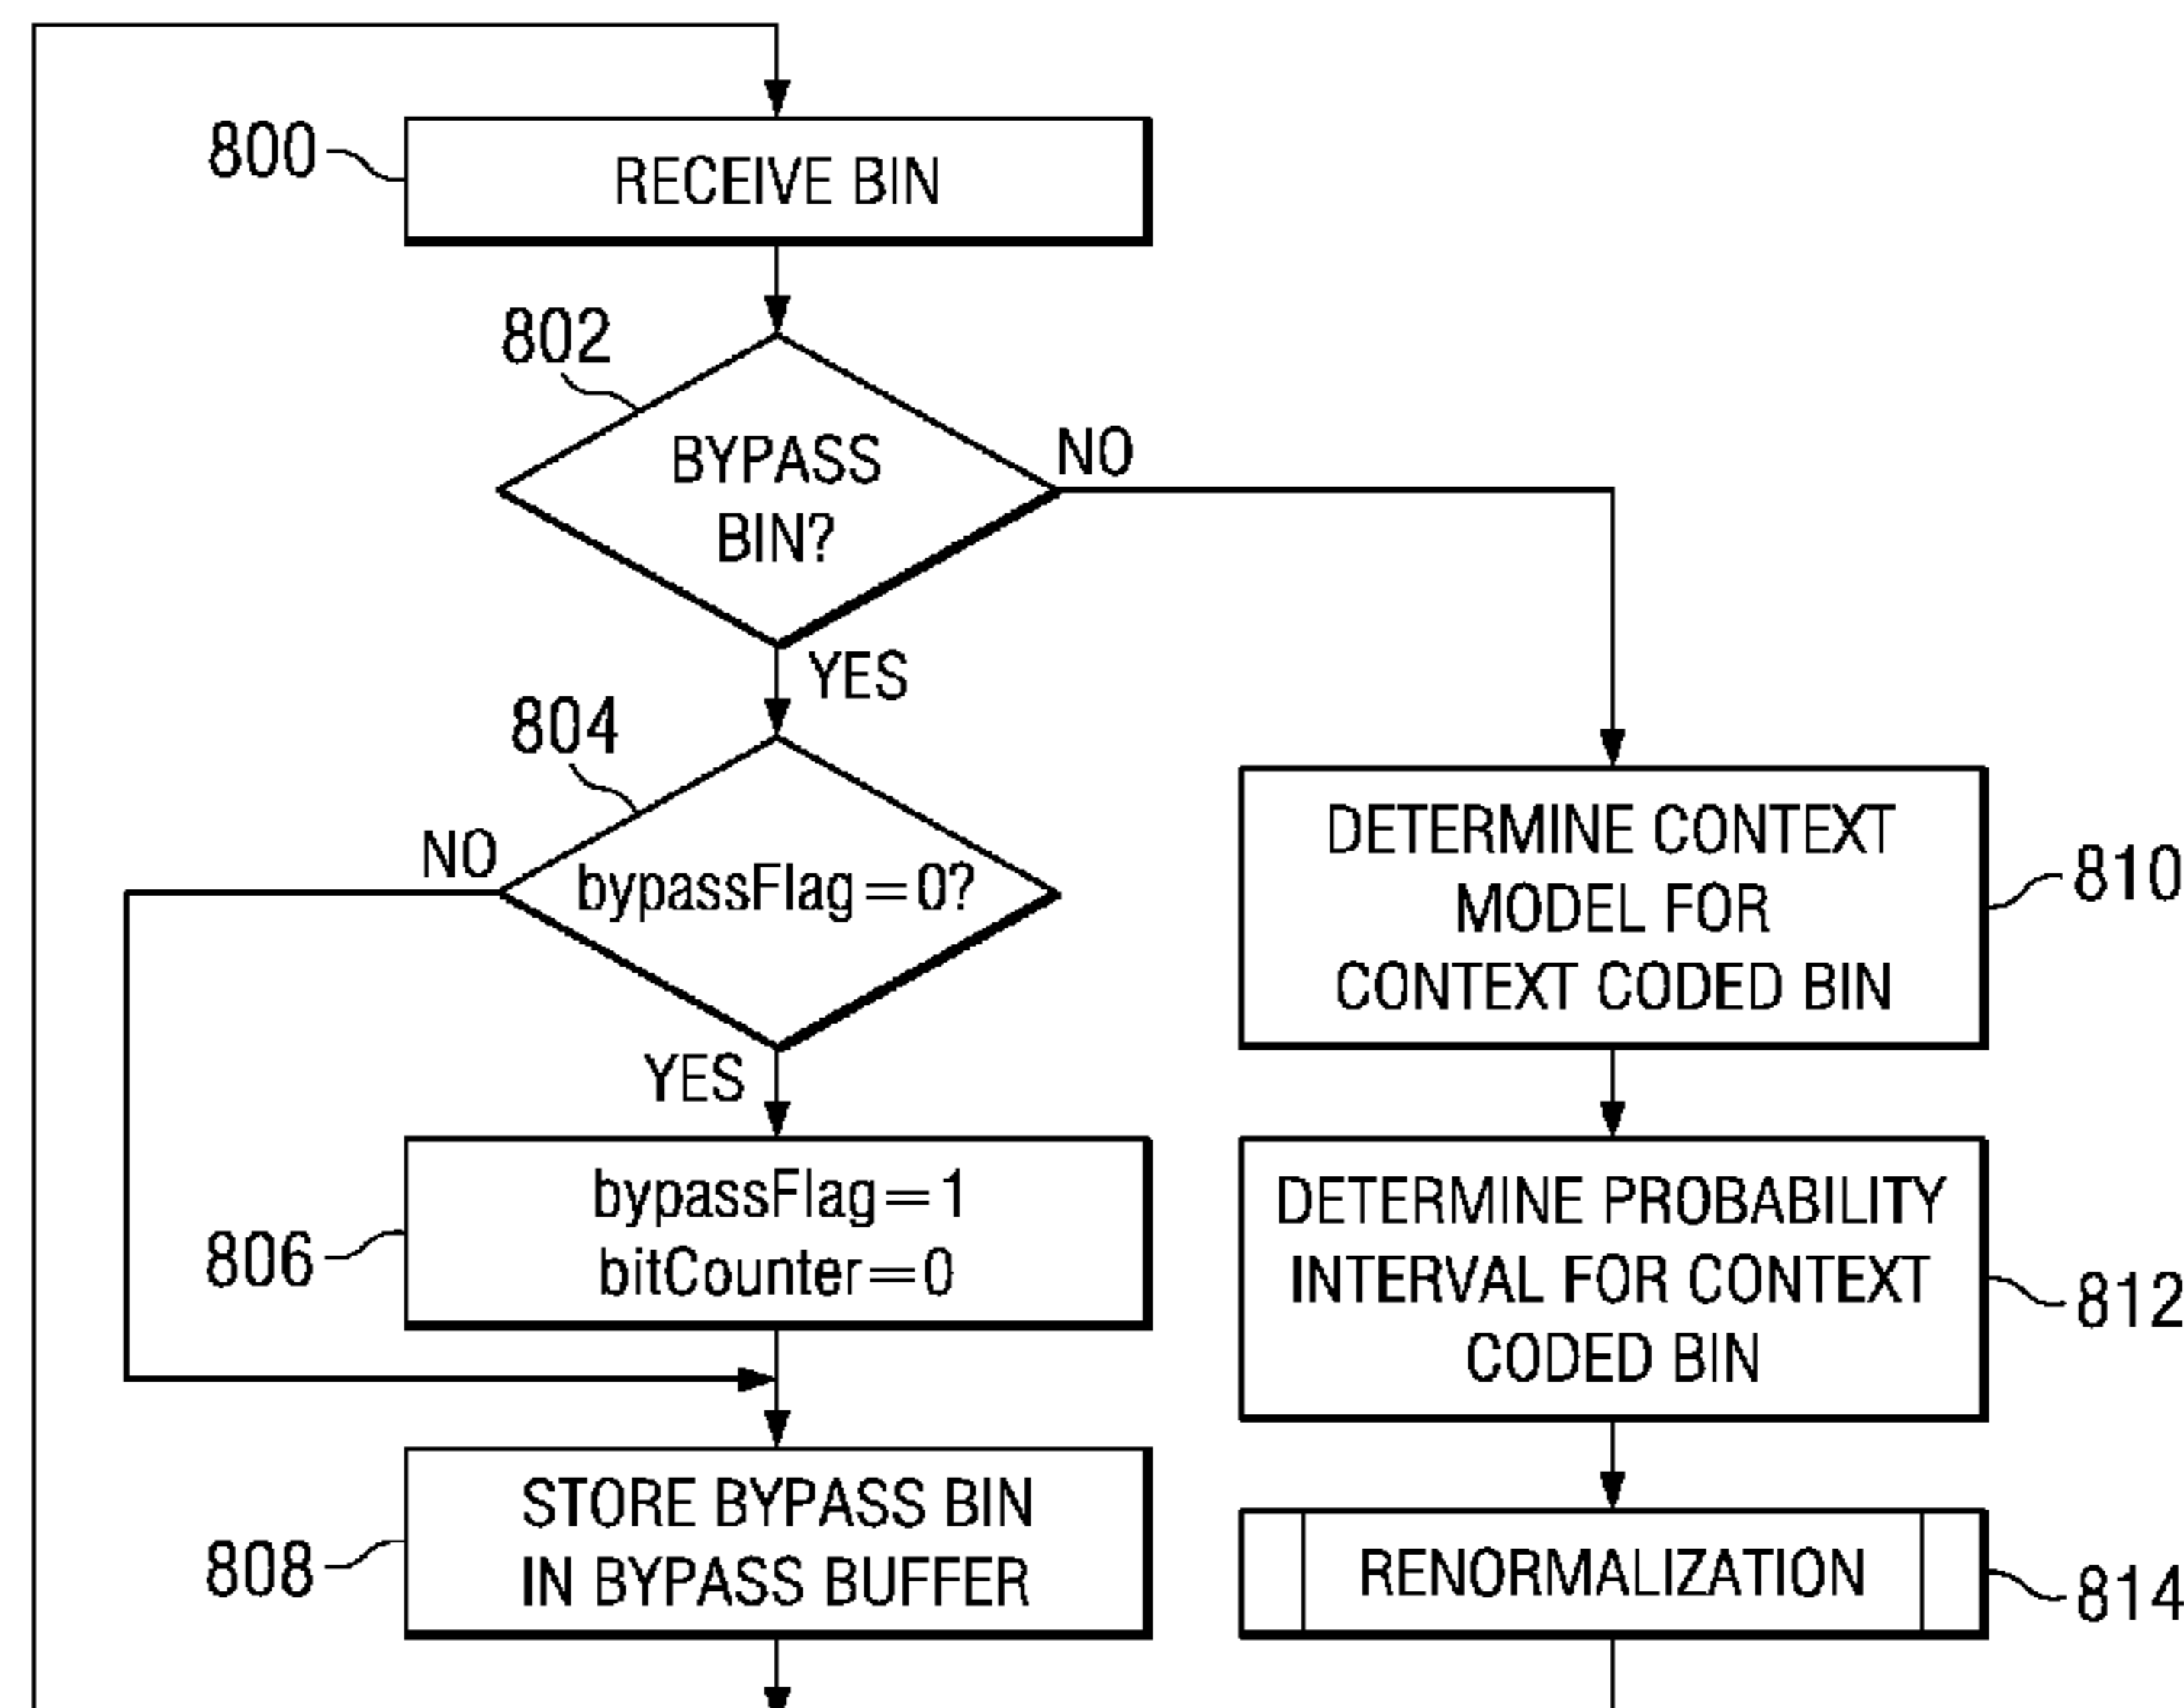 800
RECEIVE BIN
802
BYPASS
BIN?
NO
YES
804
NO
bypassFlag=0?
YES
806
bypassFlag=1
bitCounter=0
808
STORE BYPASS BIN
IN BYPASS BUFFER
DETERMINE CONTEXT
MODEL FOR
CONTEXT CODED BIN
810
DETERMINE PROBABILITY
INTERVAL FOR CONTEXT
CODED BIN
812
RENORMALIZATION
814